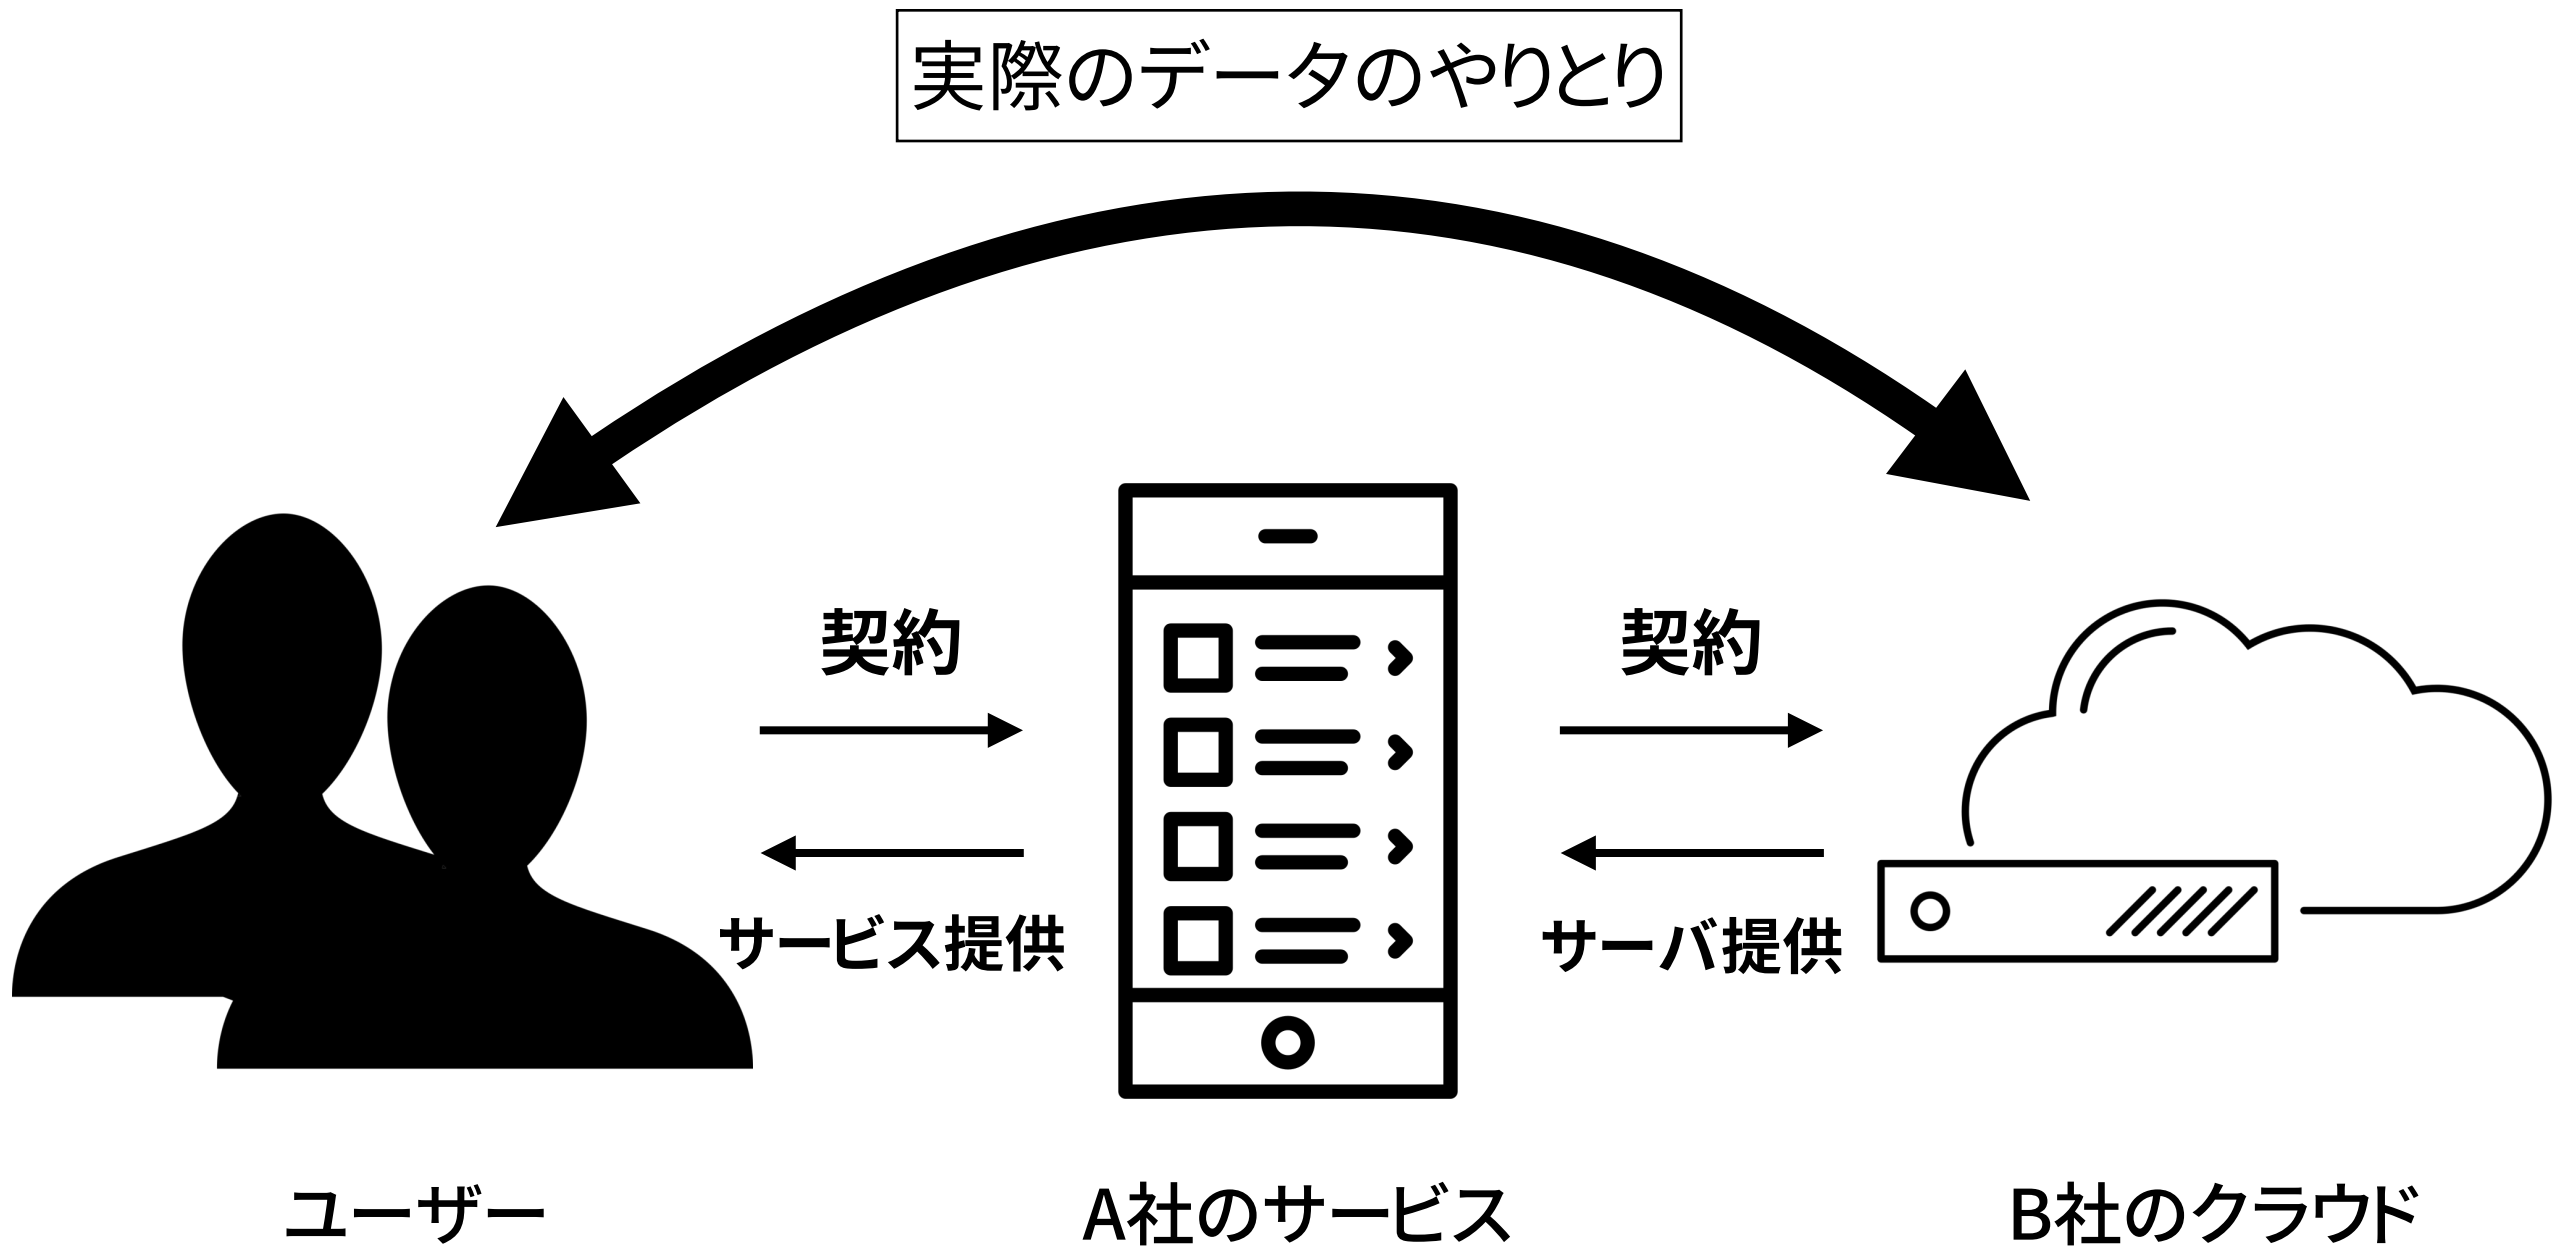 実際のデータのやりとり
契約
契約
サービス提供
サーバ提供
ユーザー
A社のサービス
B社のクラウド